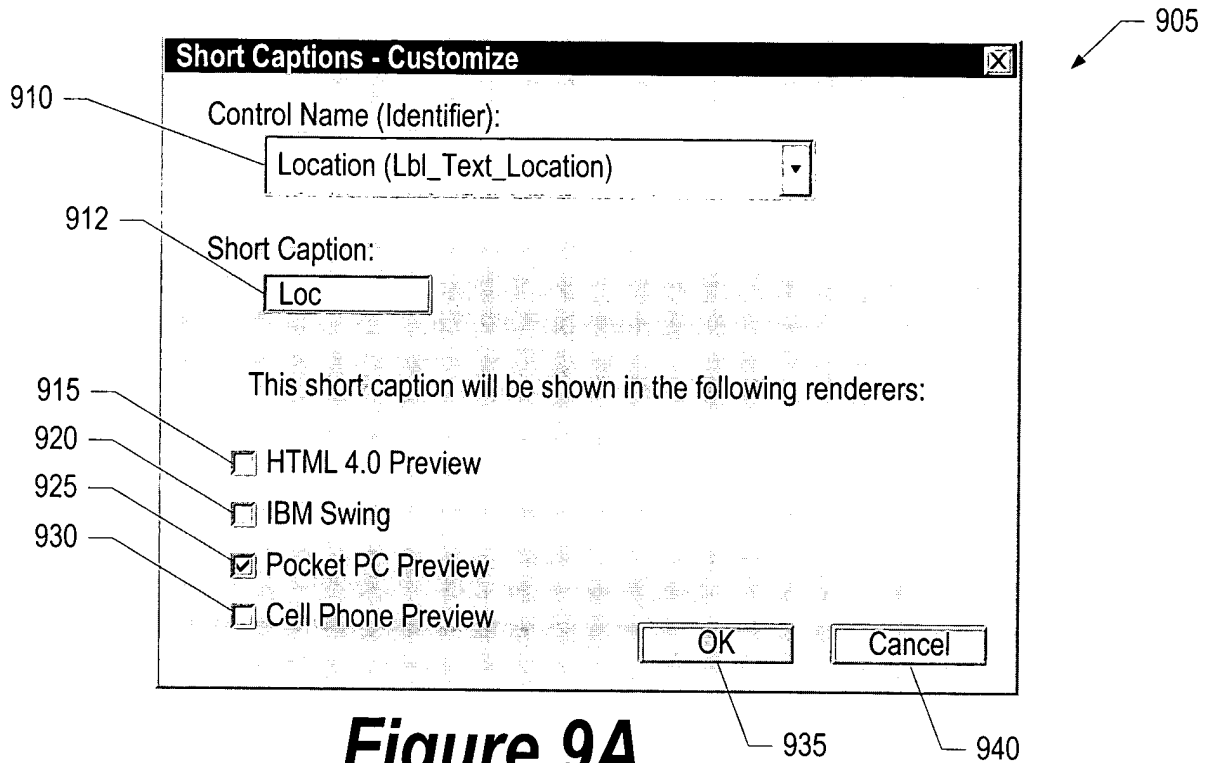 905
Short Captions - Customize
910
Control Name (Identifier):
Location (Lbl_Text_Location)
912
Short Caption:
Loc
This short caption will be shown in the following renderers:
915
HTML 4.0 Preview
920
IBM Swing
925
Pocket PC Preview
930
Cell Phone Preview
OK
Cancel
935
940
Figure 9A